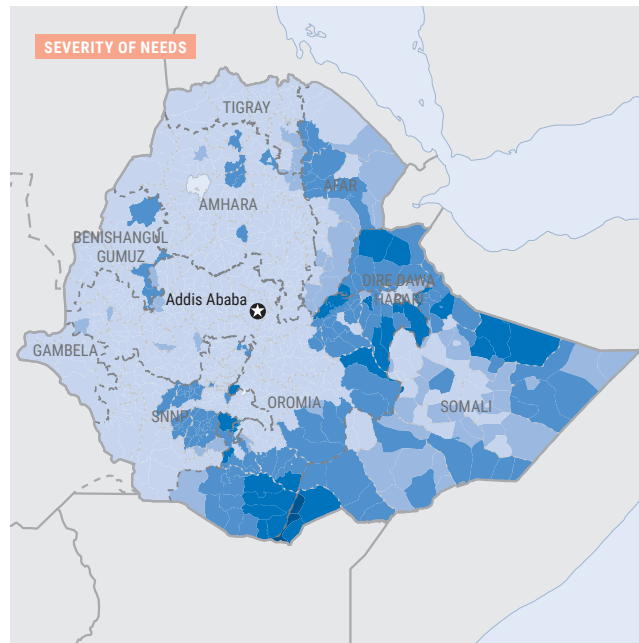 SEVERITY OF NEEDS
TIGRAY
AFAR
AMHARA
BENISHANGUL
GUMUZ
DIRE DAWA
HARARI
Addis Ababa
GAMBELA
SNNP
OROMIA
SOMALI